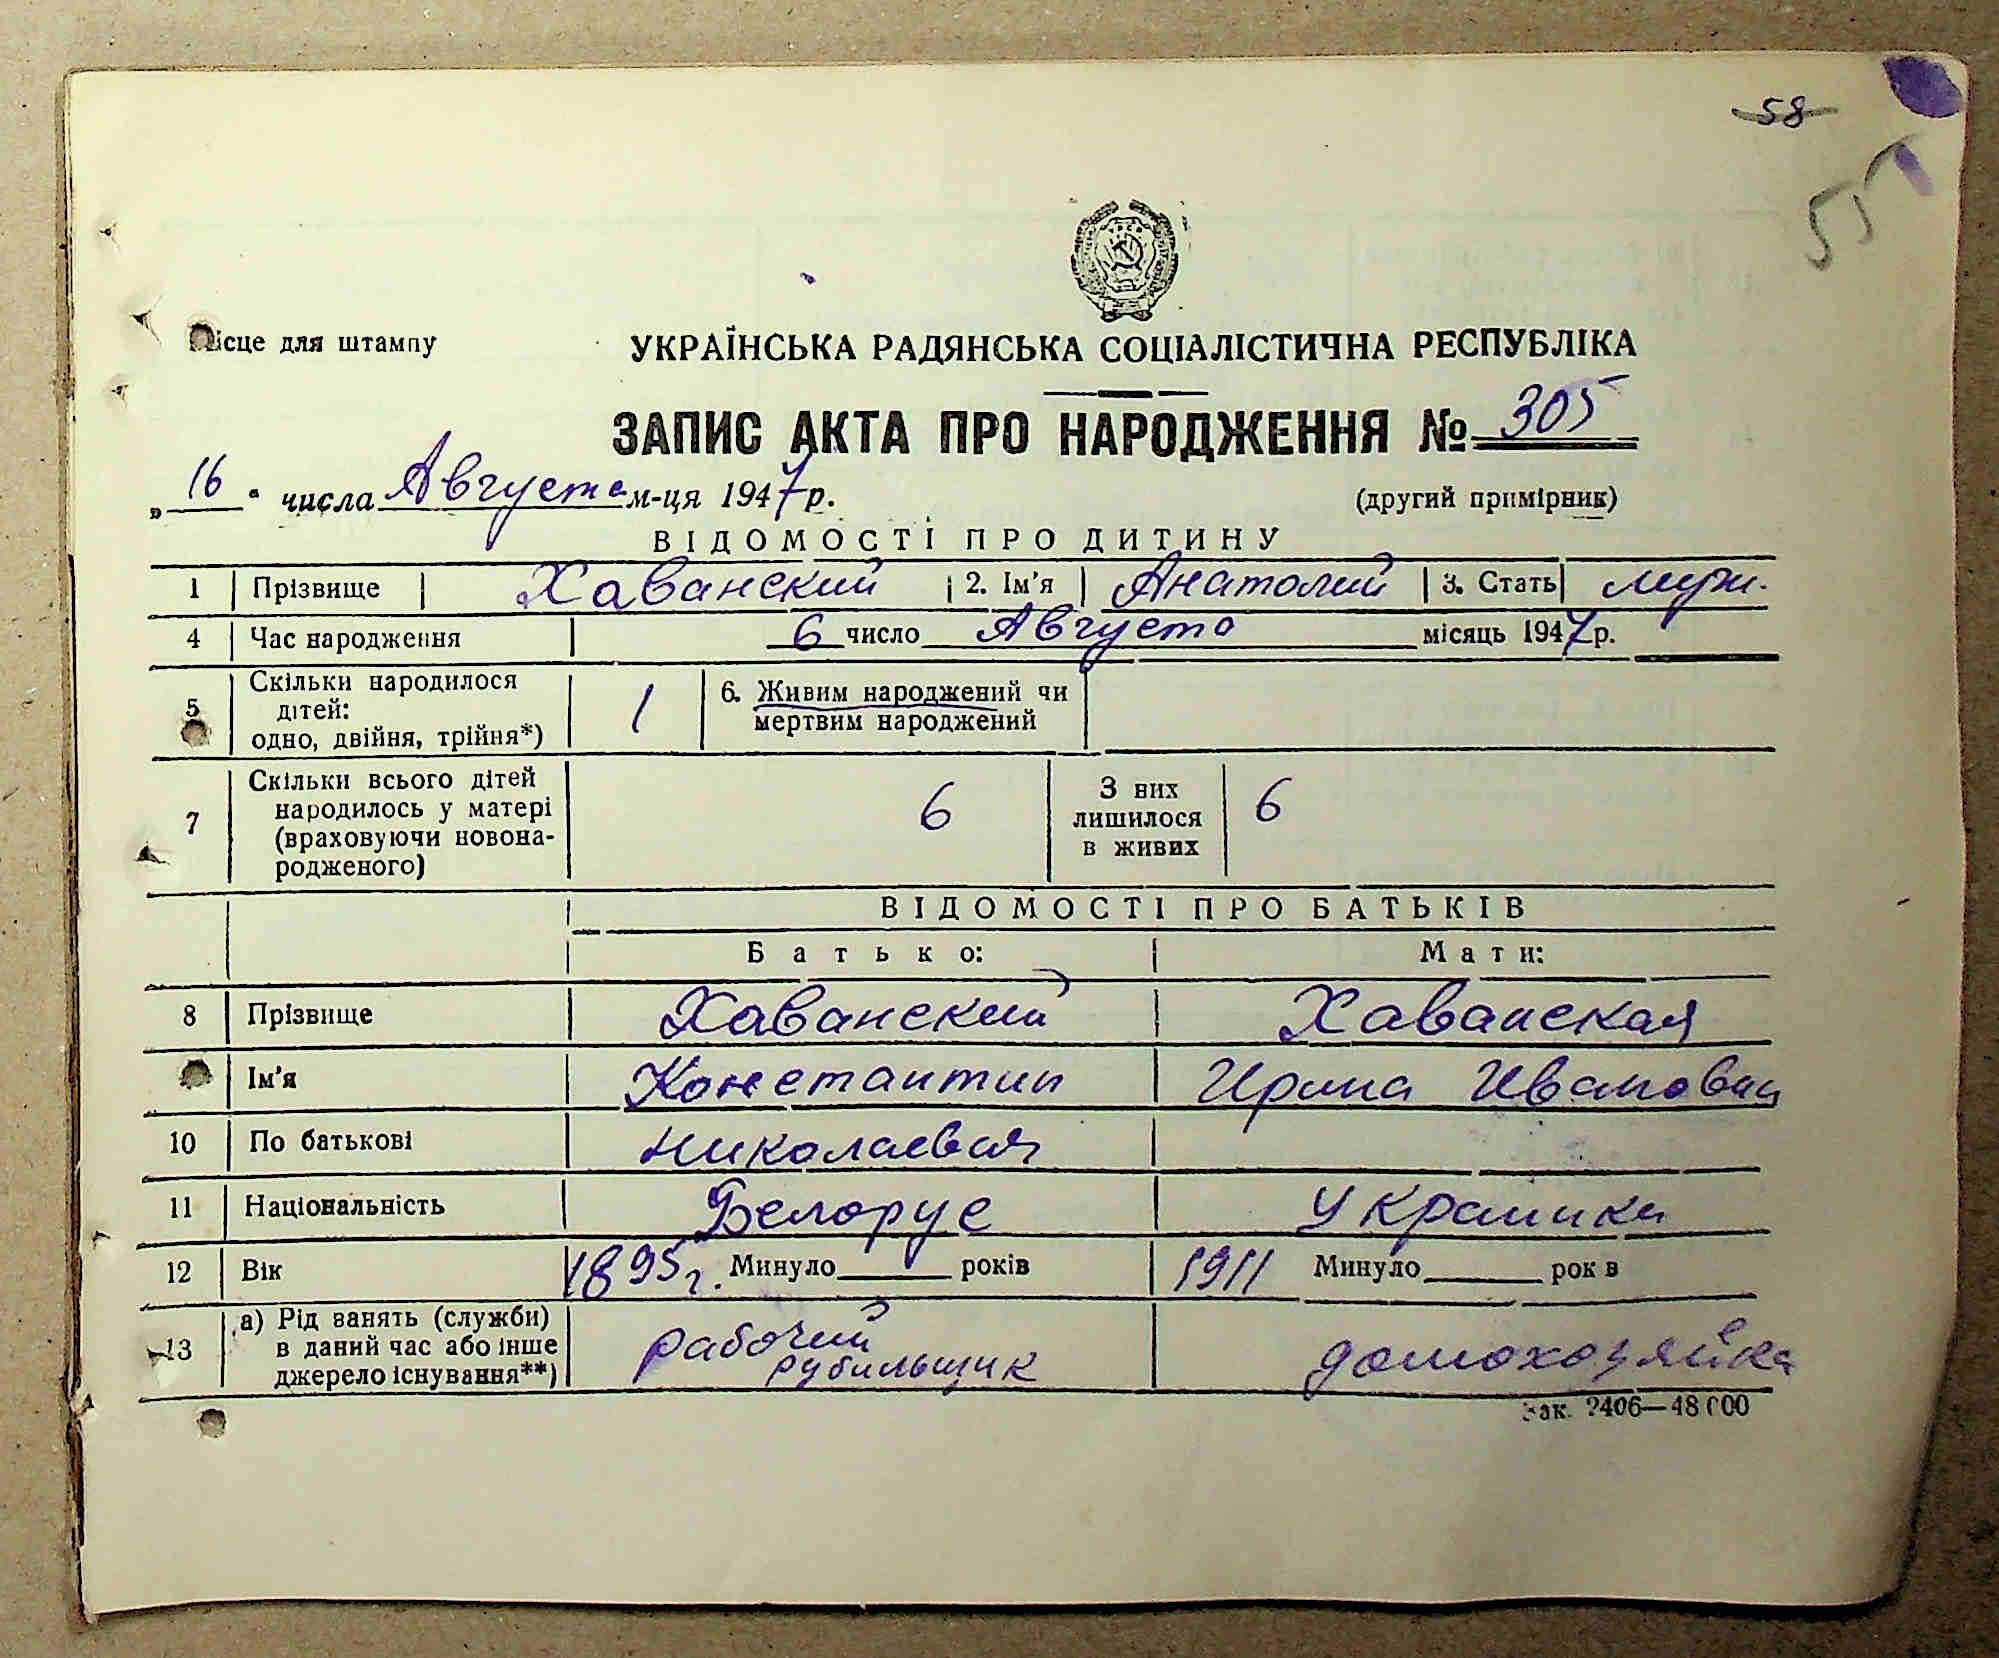 58
55
Місце для штампу
УКРАЇНСЬКА РАДЯНСЬКА СОЦІАЛІСТИЧНА РЕСПУБЛІКА
ЗАПИС АКТА ПРО НАРОДЖЕННЯ № 305
„16" числа Августа м-ця 1947 р.
(другий примірник)
ВІДОМОСТІ ПРО ДИТИНУ
1 Прізвище Хаванский 2. Ім'я Анатолий 3. Стать муж.
4 Час народження 6 число Августа місяць 1947 р.
5 Скільки народилося дітей: одно, двійня, трійня*) 1 6. Живим народжений чи мертвим народжений
7 Скільки всього дітей народилось у матері (враховуючи новонародженого) 6 З них лишилося в живих 6
ВІДОМОСТІ ПРО БАТЬКІВ
Батько: Мати:
8 Прізвище Хаванский Хаванская
Ім'я Константин Ирина Ивановн
10 По батькові Николаевая
11 Національність Белорус Украинка
12 Вік 1895 г. Минуло рокiв 1911 Минуло рок в
13 а) Рід занять (служби) в даний час або інше джерело існування**) рабочий рубильщик домохозяйка
Зак. 2406—48 000